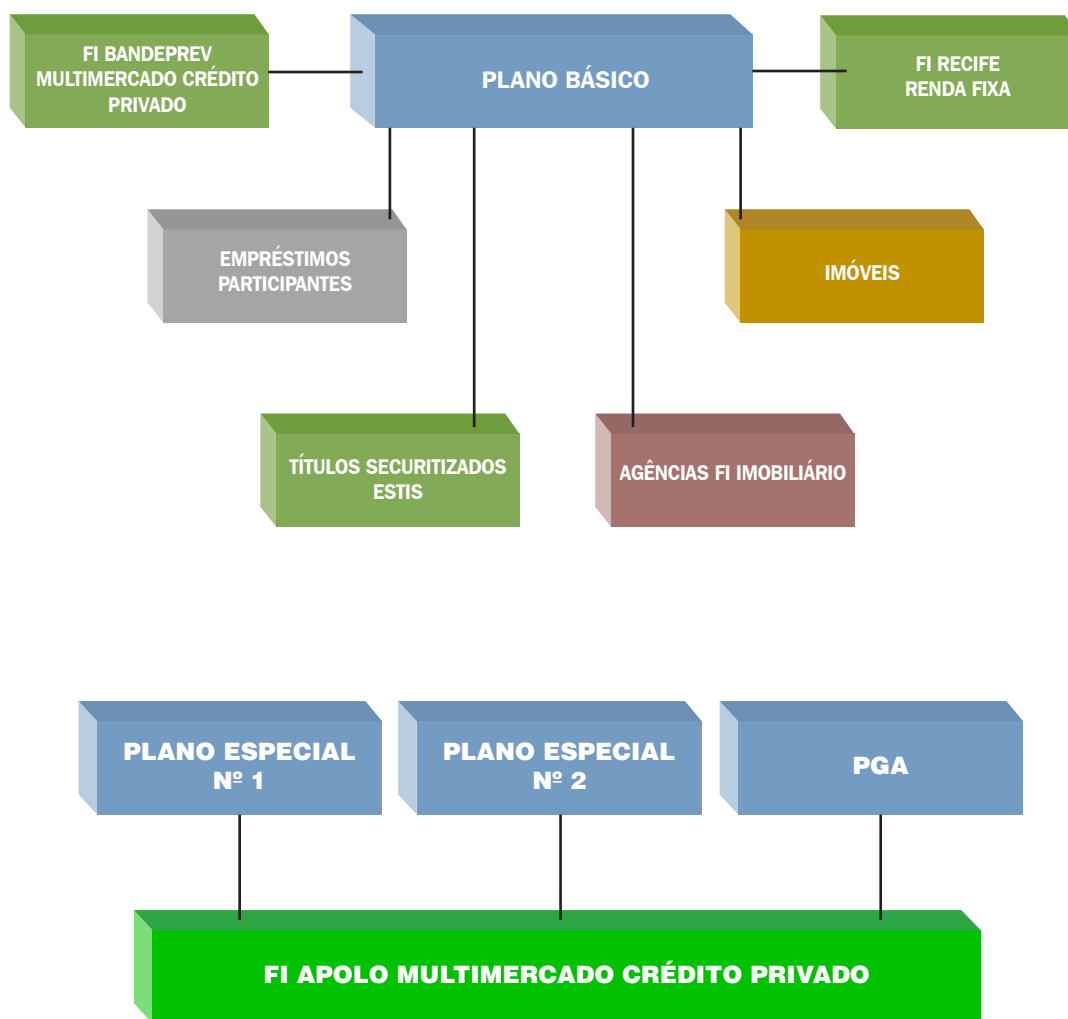 FI BANDEPREV
MULTIMERCADO CRÉDITO
PRIVADO
PLANO BÁSICO
FI RECIFE
RENDA FIXA
EMPRÉSTIMOS
PARTICIPANTES
IMÓVEIS
TÍTULOS SECURITIZADOS
ESTIS
AGÊNCIAS FI IMOBILIÁRIO
PLANO ESPECIAL
Nº 1
PLANO ESPECIAL
Nº 2
PGA
FI APOLO MULTIMERCADO CRÉDITO PRIVADO